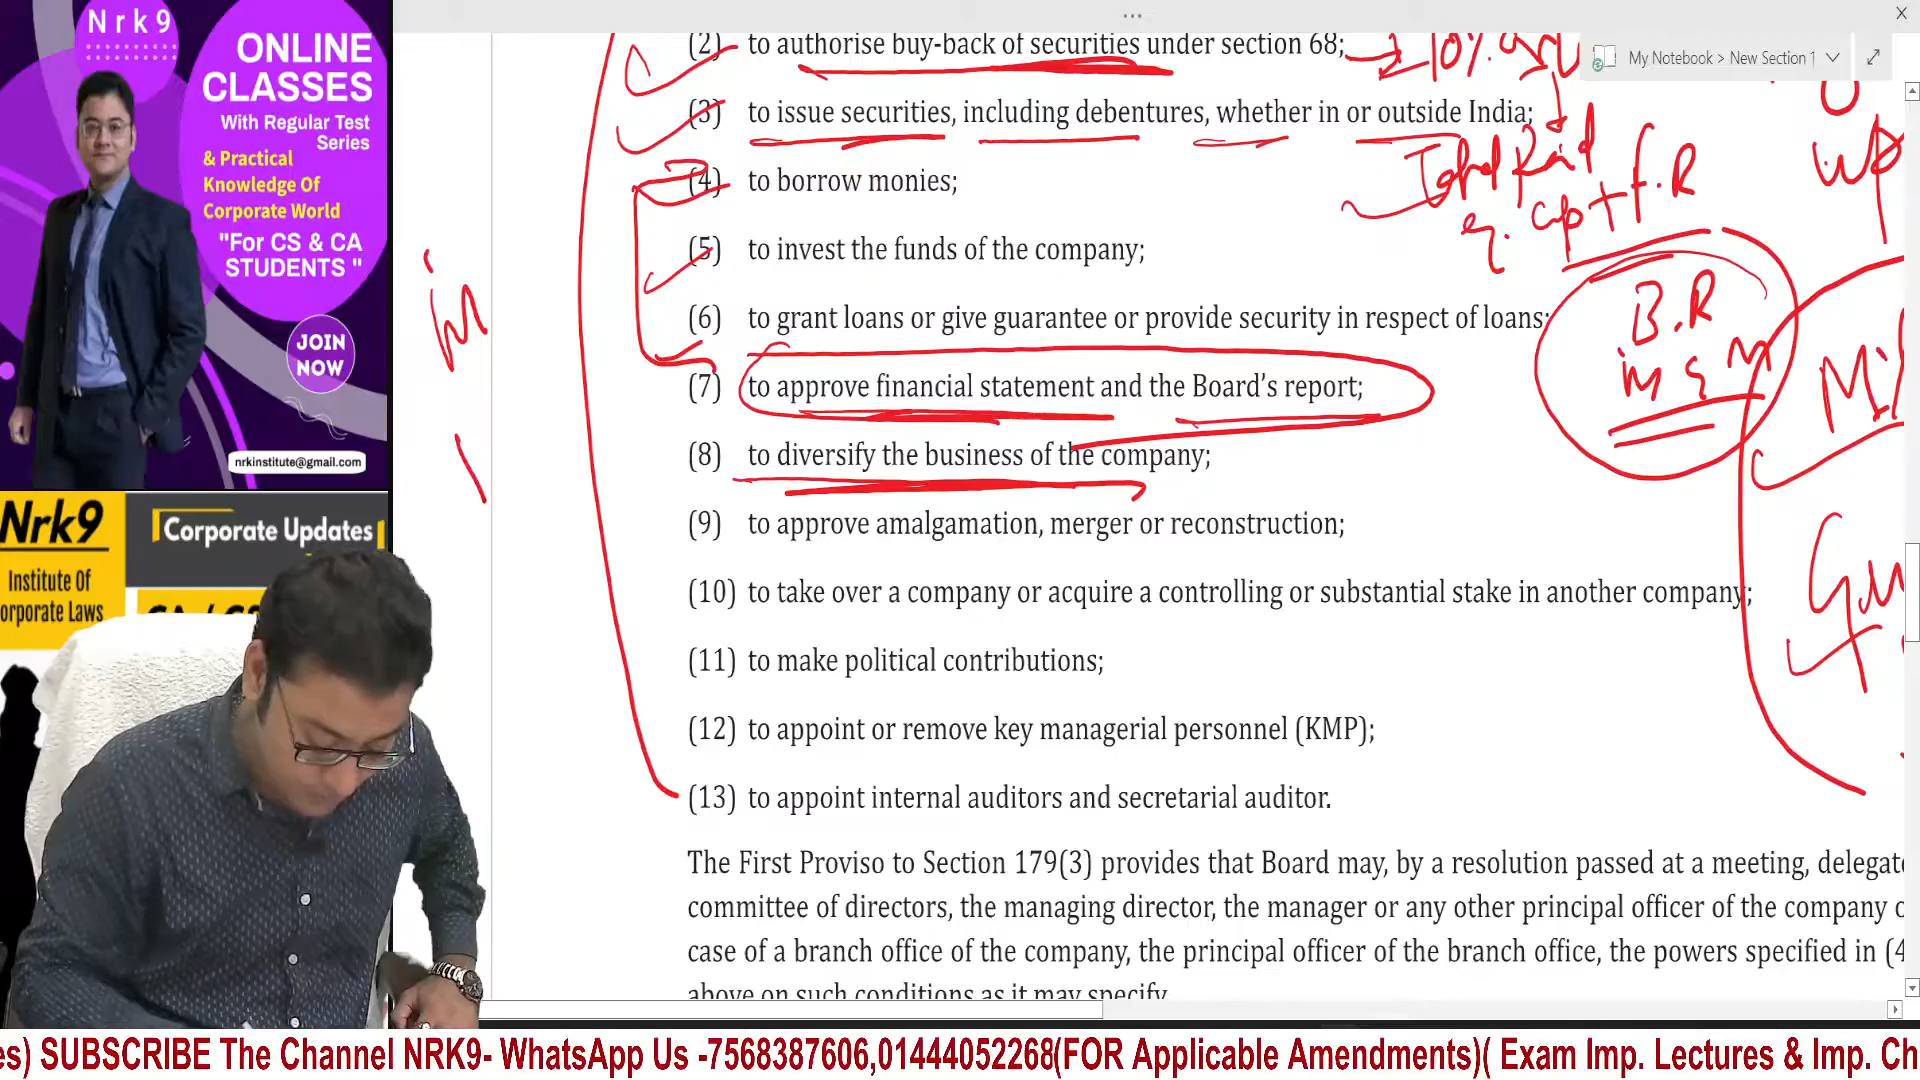 Nrk9
ONLINE
CLASSES
With Regular Test
Series
& Practical
Knowledge Of
Corporate World
"For CS & CA
STUDENTS "
JOIN
NOW
nrkinstitute@gmail.com
Nrk9
Institute Of
orporate Laws
Corporate Updates
My Notebook > New Section 1
(2) to authorise buy-back of securities under section 68;
10%
(3) to issue securities, including debentures, whether in or outside India;
(4) to borrow monies;
(5) to invest the funds of the company;
(6) to grant loans or give guarantee or provide security in respect of loans;
B.R
(7) to approve financial statement and the Board's report;
(8) to diversify the business of the company;
(9) to approve amalgamation, merger or reconstruction;
(10) to take over a company or acquire a controlling or substantial stake in another company;
(11) to make political contributions;
(12) to appoint or remove key managerial personnel (KMP);
(13) to appoint internal auditors and secretarial auditor.
The First Proviso to Section 179(3) provides that Board may, by a resolution passed at a meeting, delegate
committee of directors, the managing director, the manager or any other principal officer of the company
case of a branch office of the company, the principal officer of the branch office, the powers specified in (4
above on such conditions as it may specify
es) SUBSCRIBE The Channel NRK9- WhatsApp Us -7568387606,01444052268(FOR Applicable Amendments)( Exam Imp. Lectures & Imp. Ch